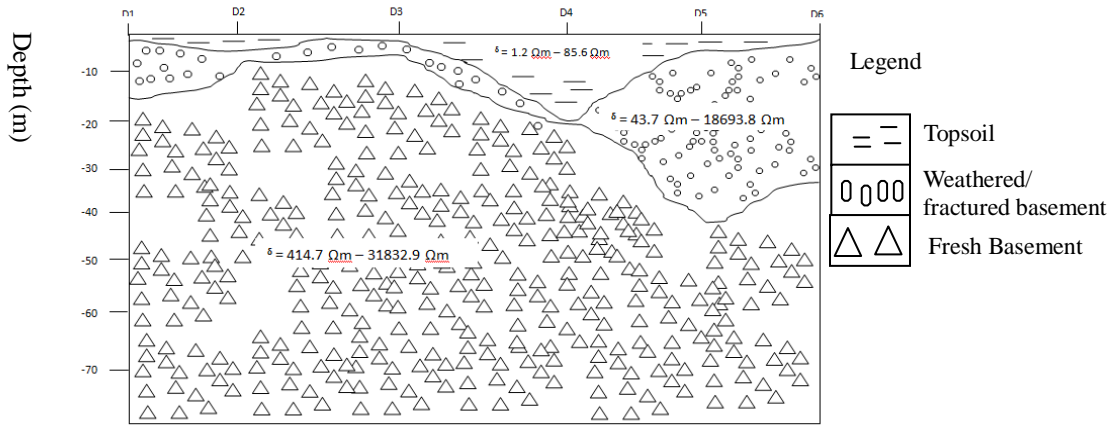 D1 D2 D3 D4 D5 D6
Depth (m)
-10
-20
-30
-40
-50
-60
-70
δ = 1.2 Ωm – 85.6 Ωm
δ = 43.7 Ωm – 18693.8 Ωm
δ = 414.7 Ωm – 31832.9 Ωm
Legend
Topsoil
Weathered/
fractured basement
Fresh Basement